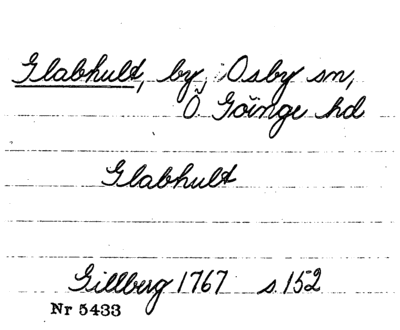 Glabhult, by, Osby sn,
Ö Göinge hd
Glabhult
Gillberg 1767 s. 152
Nr 5433